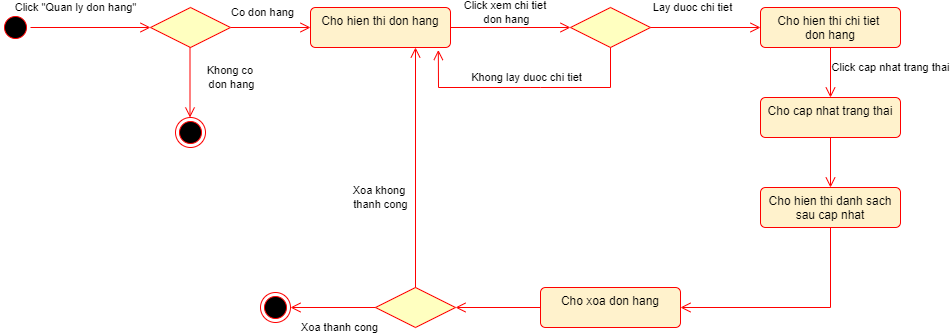 Click "Quan ly don hang"
Co don hang
Cho hien thi don hang
Click xem chi tiet
don hang
Lay duoc chi tiet
Cho hien thi chi tiet
don hang
Khong co
don hang
Khong lay duoc chi tiet
Click cap nhat trang thai
Cho cap nhat trang thai
Xoa khong
thanh cong
Cho hien thi danh sach
sau cap nhat
Cho xoa don hang
Xoa thanh cong